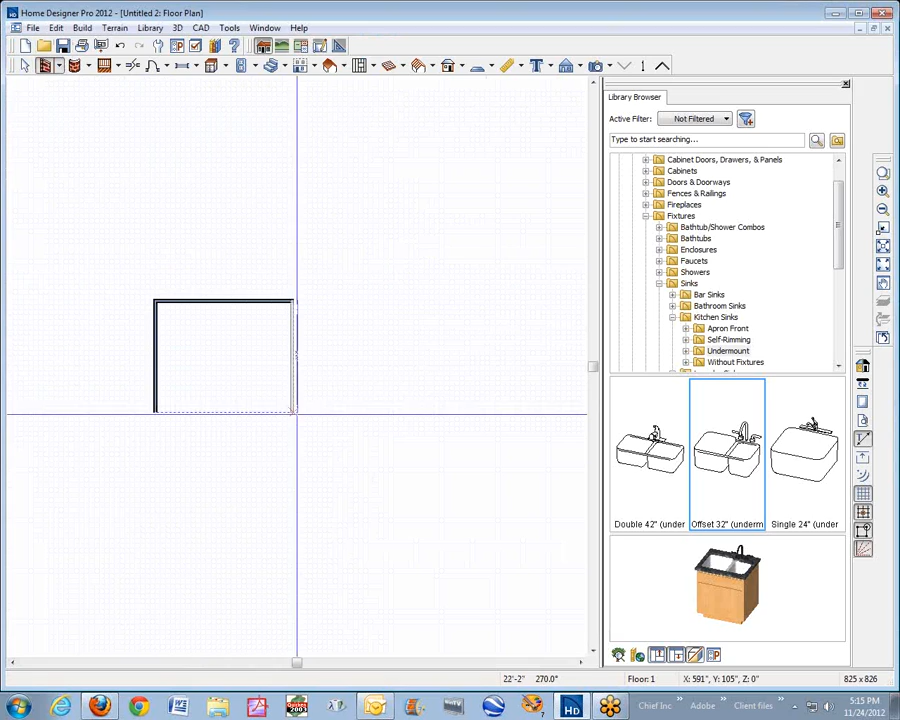 Home Designer Pro 2012 - [Untitled 2: Floor Plan]
File Edit Build Terrain Library 3D CAD Tools Window Help
1
Library Browser
Active Filter: Not Filtered
Type to start searching...
Cabinet Doors, Drawers, & Panels
Cabinets
Doors & Doorways
Fences & Railings
Fireplaces
Fixtures
Bathtub/Shower Combos
Bathtubs
Enclosures
Faucets
Showers
Sinks
Bar Sinks
Bathroom Sinks
Kitchen Sinks
Apron Front
Self-Rimming
Undermount
Without Fixtures
Double 42" (under Offset 32" (underm Single 24" (under
22'-2" 270.0° Floor: 1 X: 591", Y: 105", Z: 0" 825 x 826
HD Chief Inc » Adobe » Client files » 5:15 PM
11/24/2012